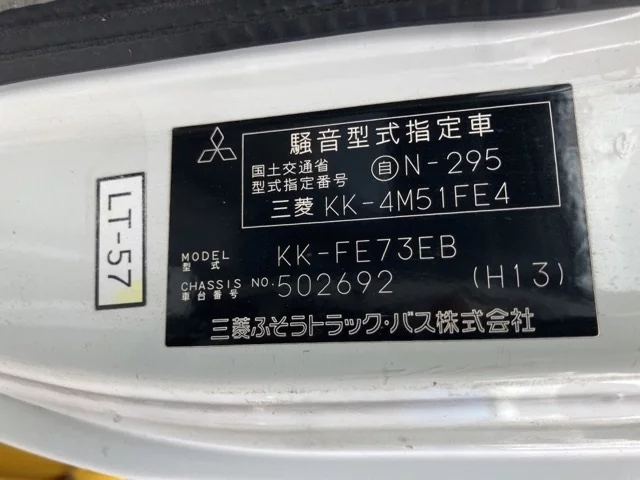 騒音型式指定車
国土交通省
型式指定番号
自 N-295
三菱 KK-4M51FE4
MODEL 型式 KK-FE73EB
CHASSIS NO. 車台番号 502692 (H13)
三菱ふそうトラック・バス株式会社
LT-57